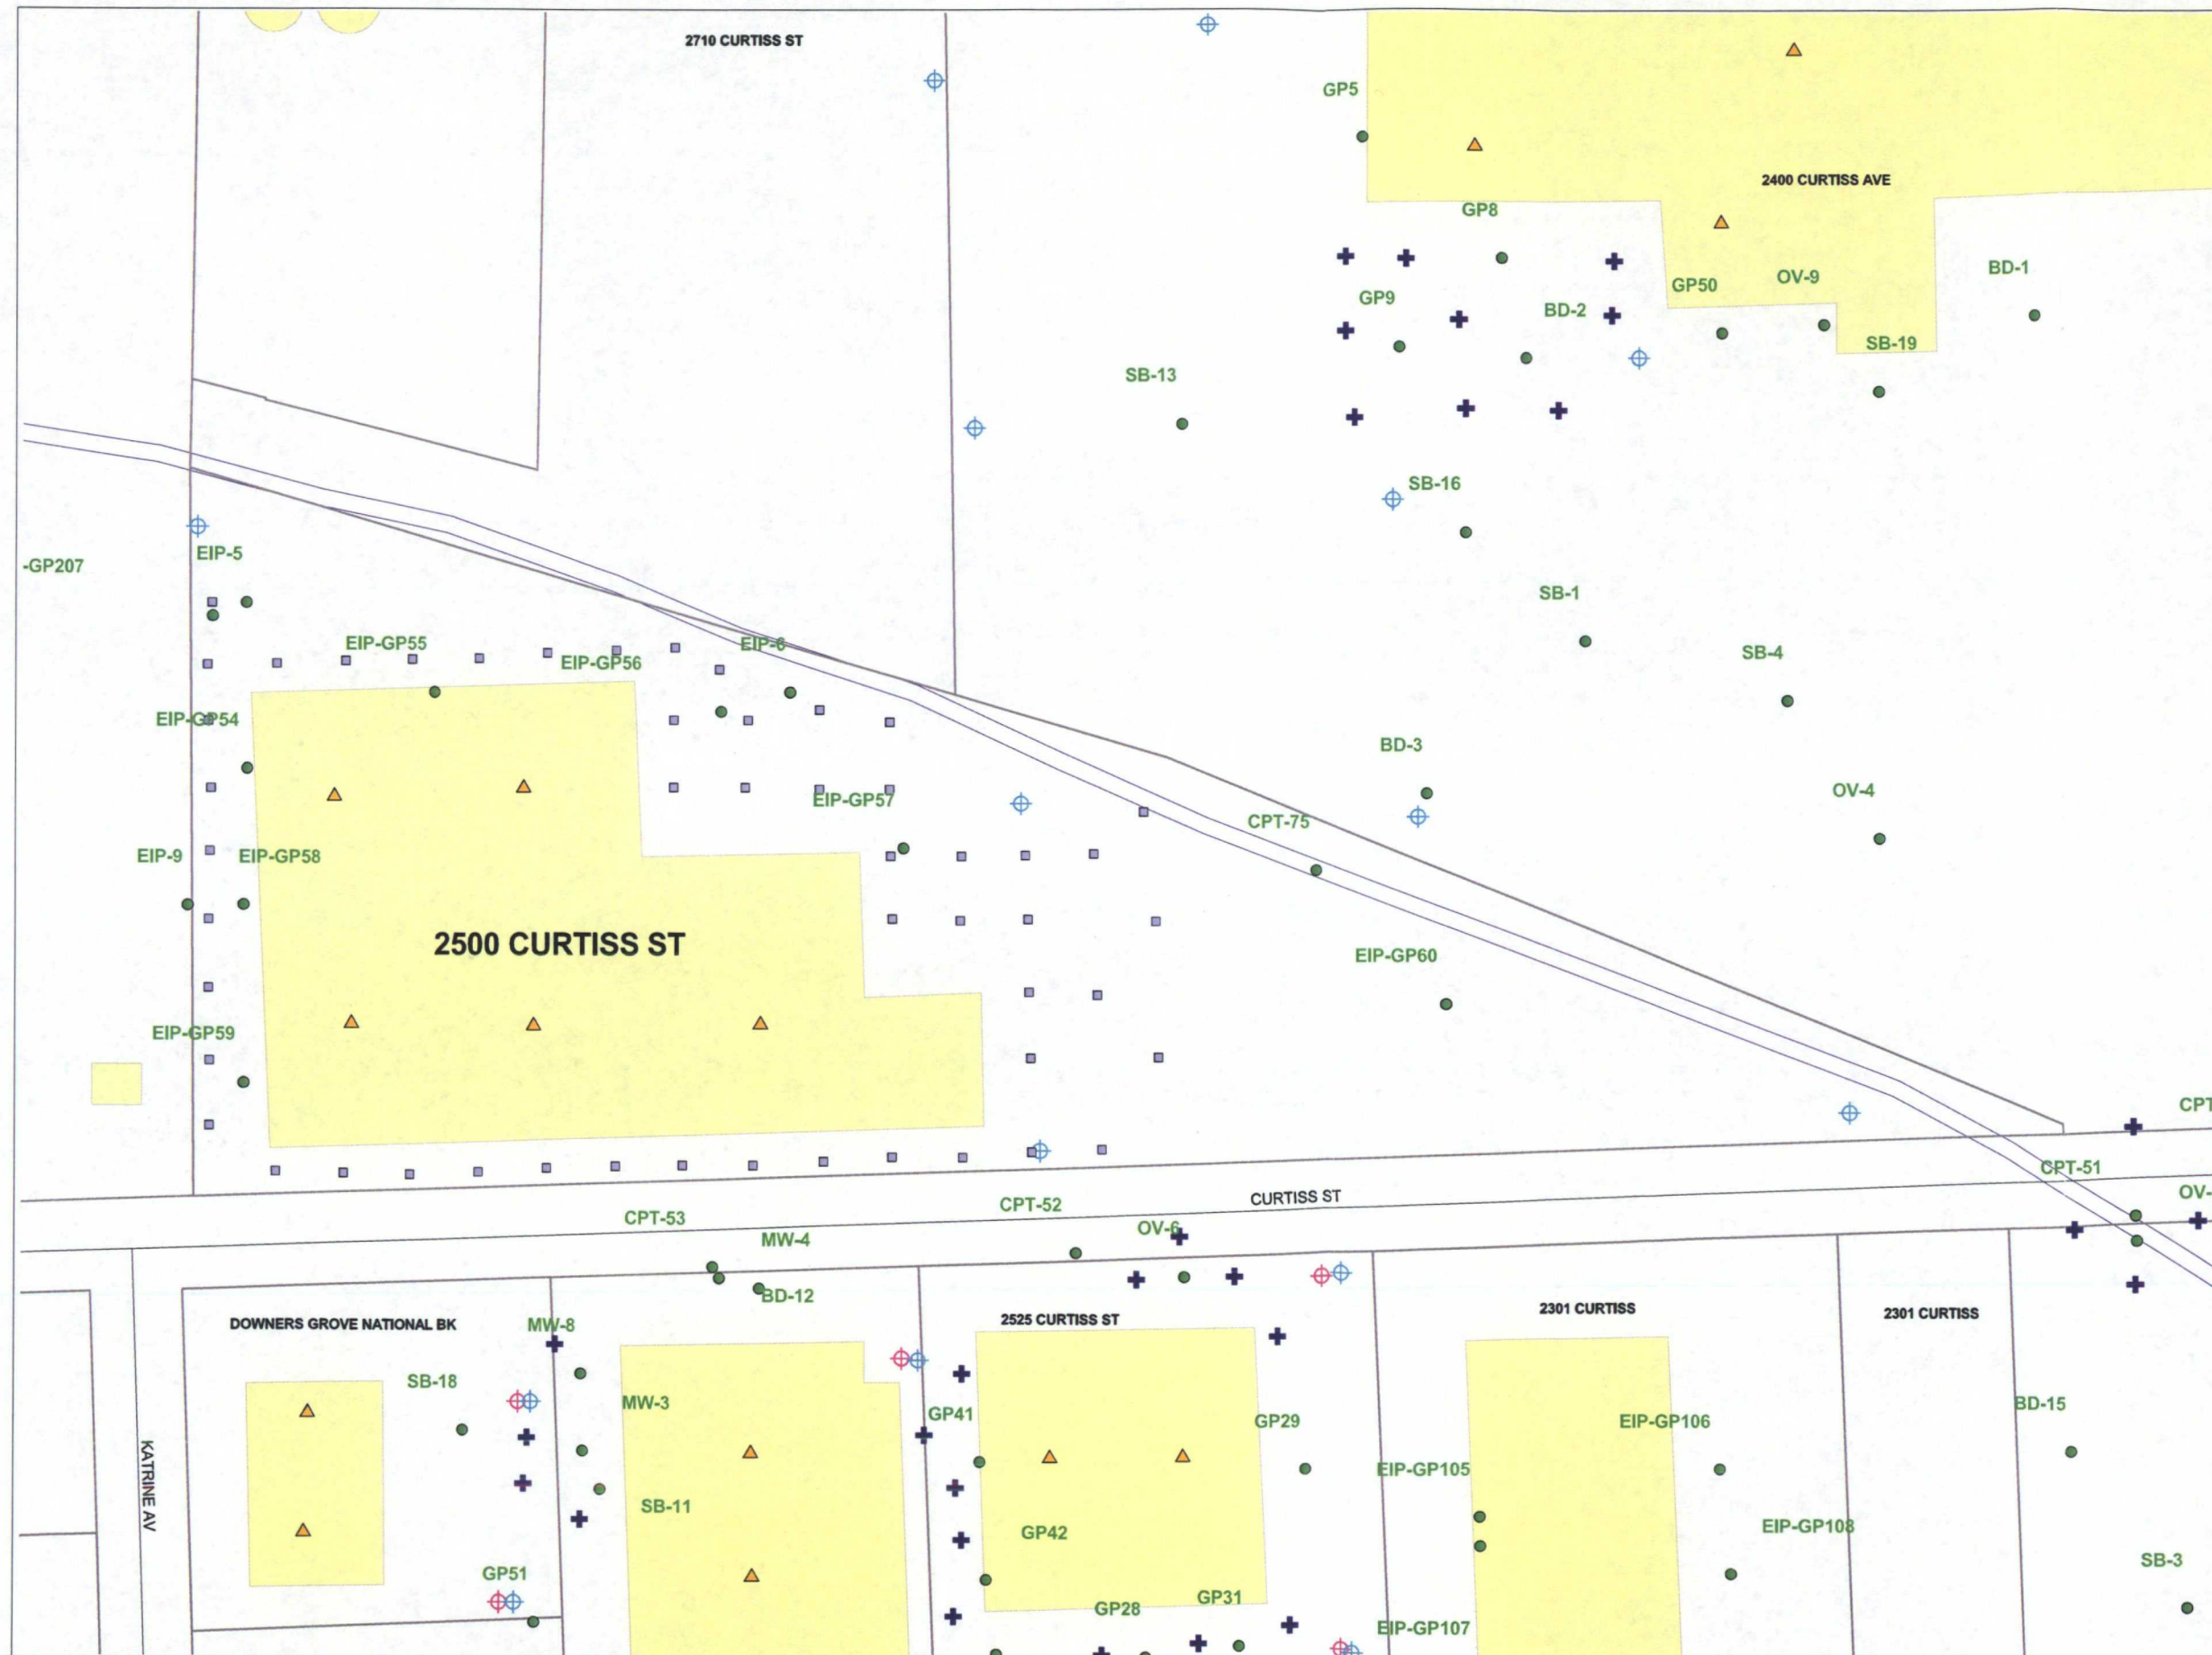 2710 CURTISS ST
GP5
2400 CURTISS AVE
GP8
BD-1
OV-9
GP50
GP9
BD-2
SB-19
SB-13
SB-16
EIP-5
-GP207
SB-1
EIP-GP55
EIP-6
SB-4
EIP-GP56
EIP-GP54
BD-3
OV-4
EIP-GP57
CPT-75
EIP-9
EIP-GP58
2500 CURTISS ST
EIP-GP60
EIP-GP59
CPT
CPT-51
OV-
CURTISS ST
CPT-52
CPT-53
OV-6
MW-4
BD-12
2301 CURTISS
2301 CURTISS
2525 CURTISS ST
DOWNERS GROVE NATIONAL BK
MW-8
SB-18
MW-3
BD-15
GP41
GP29
EIP-GP106
EIP-GP105
KATRINE AV
SB-11
EIP-GP108
GP42
SB-3
GP51
GP31
GP28
EIP-GP107